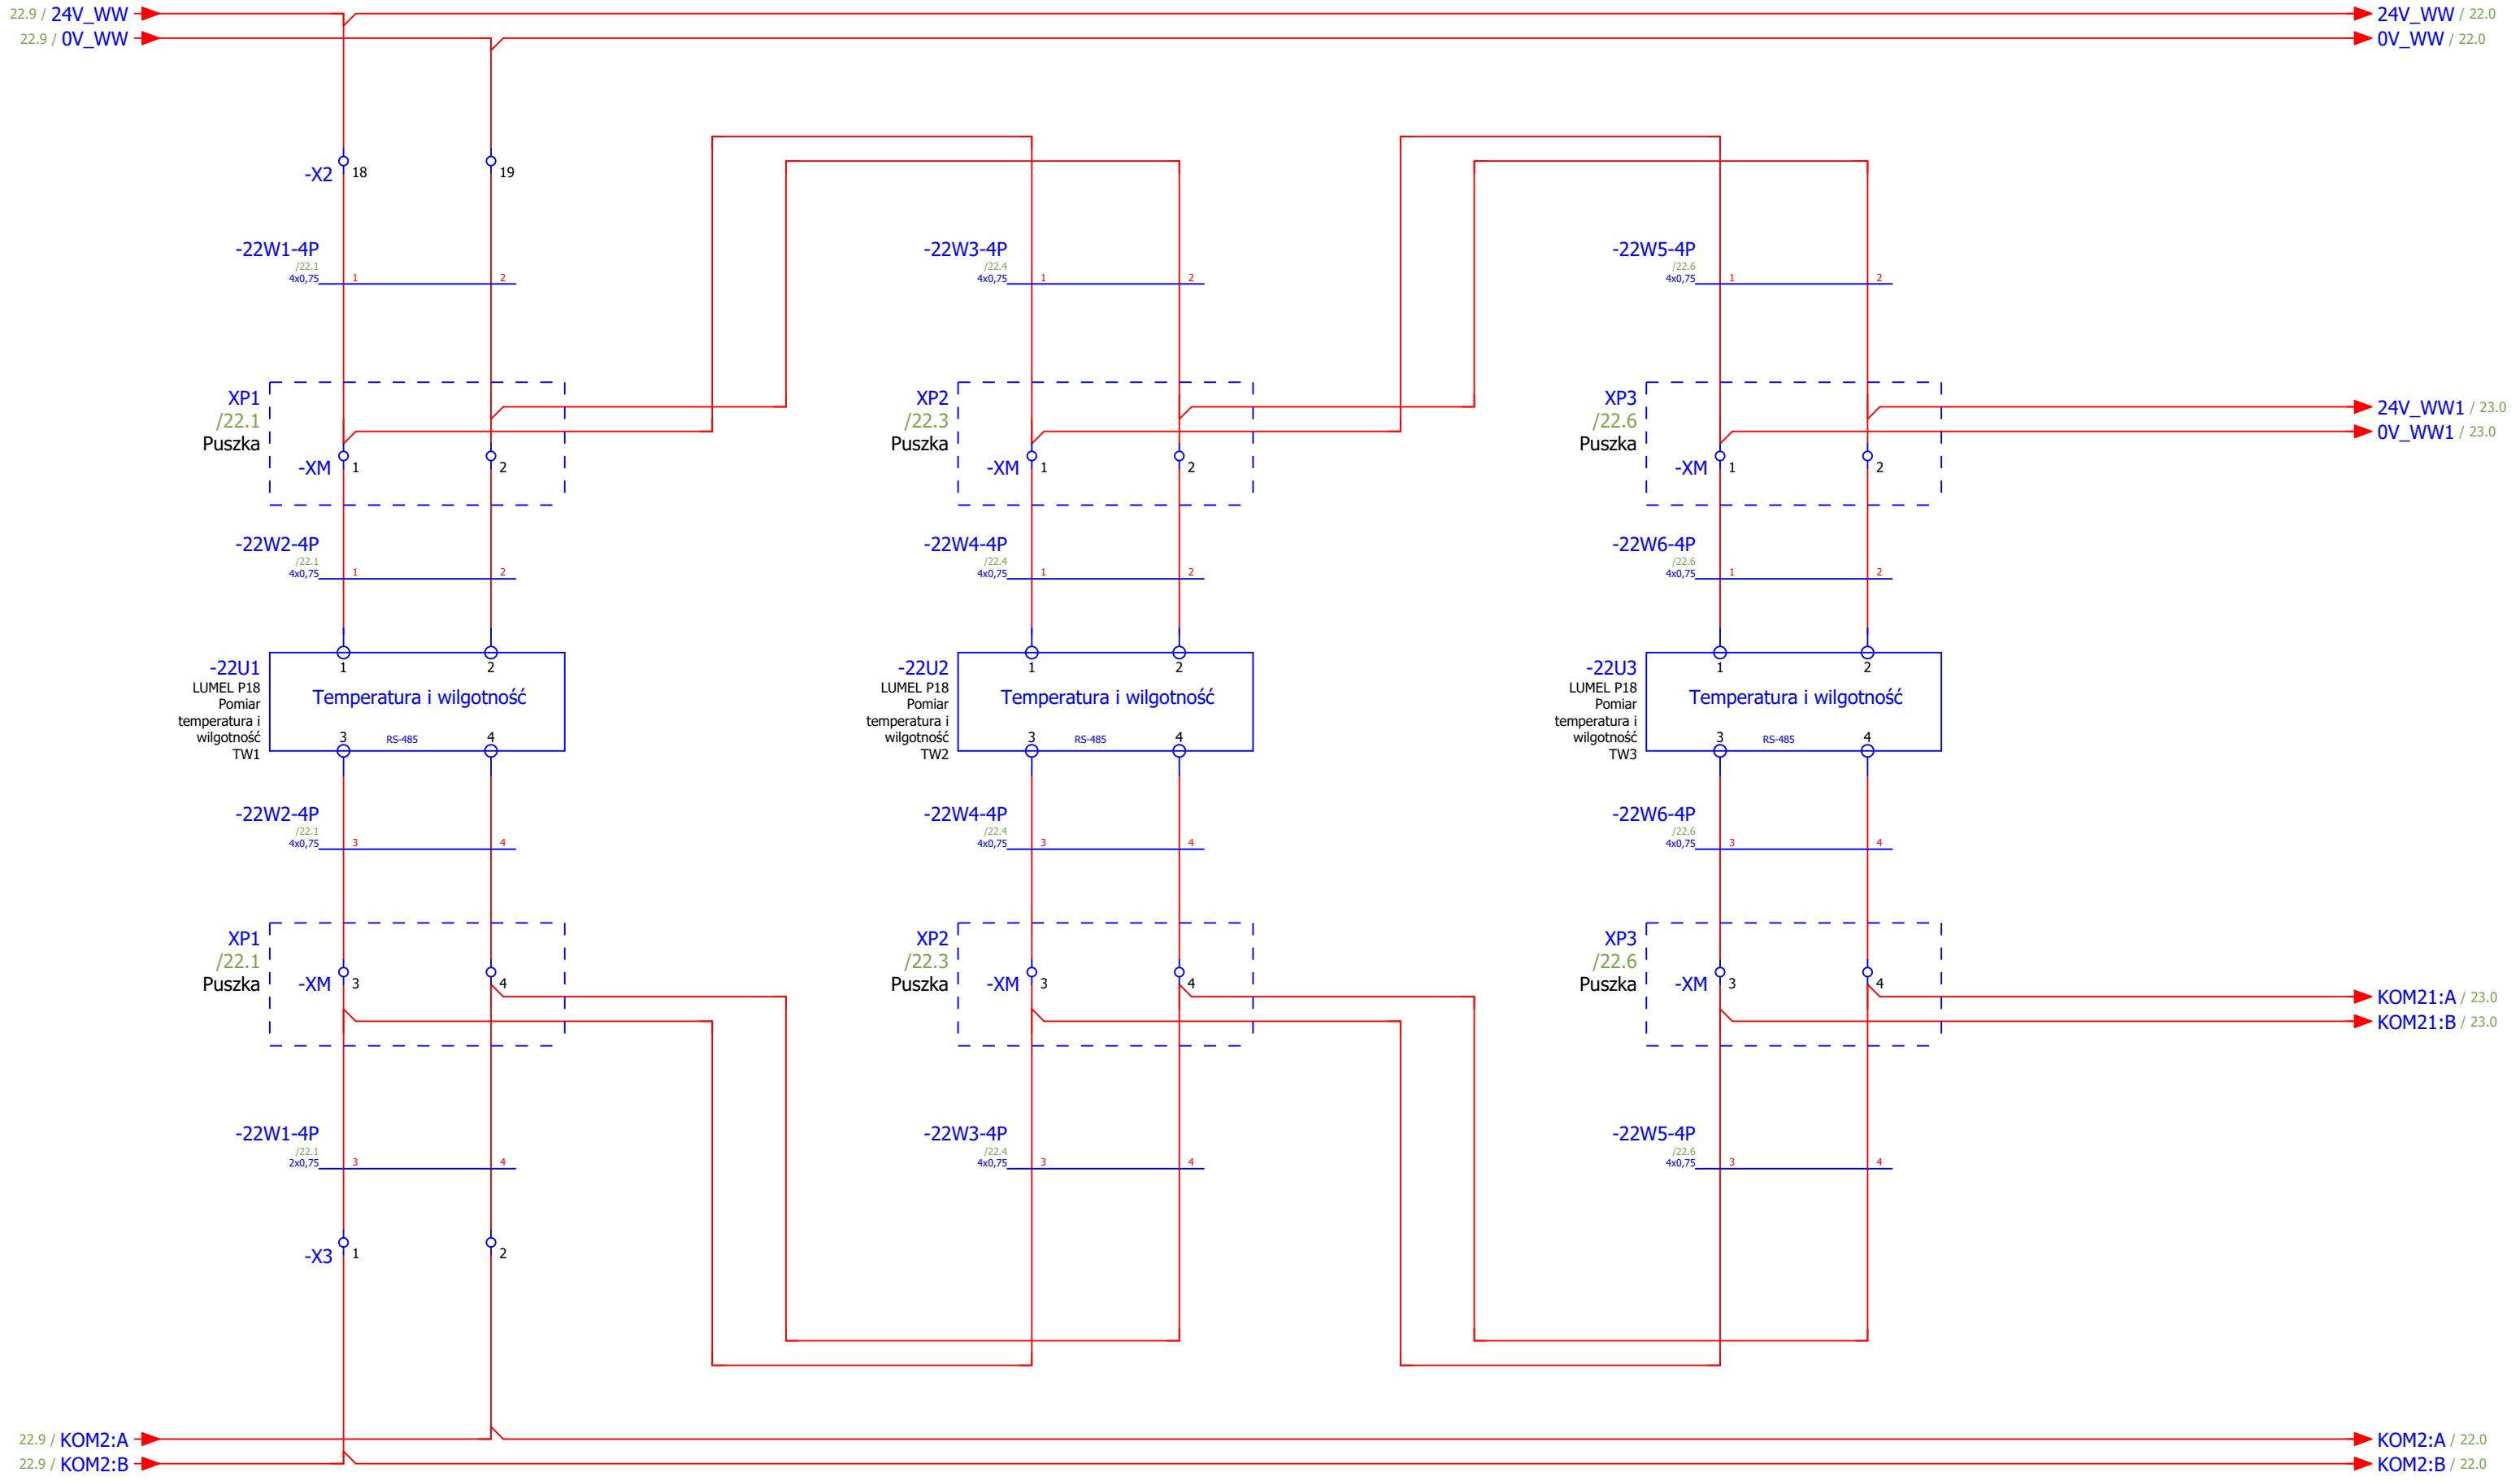 22.9 / 24V_WW
24V_WW / 22.0
22.9 / 0V_WW
0V_WW / 22.0
-X2
18
19
-22W1-4P
/22.1
4x0,75
1
2
-22W3-4P
/22.4
4x0,75
1
2
-22W5-4P
/22.6
4x0,75
1
2
XP1
/22.1
Puszka
-XM
1
2
XP2
/22.3
Puszka
-XM
1
2
XP3
/22.6
Puszka
-XM
1
2
24V_WW1 / 23.0
0V_WW1 / 23.0
-22W2-4P
/22.1
4x0,75
1
2
-22W4-4P
/22.4
4x0,75
1
2
-22W6-4P
/22.6
4x0,75
1
2
-22U1
LUMEL P18
Pomiar
temperatura i
wilgotność
TW1
1
2
Temperatura i wilgotność
3
RS-485
4
-22U2
LUMEL P18
Pomiar
temperatura i
wilgotność
TW2
1
2
Temperatura i wilgotność
3
RS-485
4
-22U3
LUMEL P18
Pomiar
temperatura i
wilgotność
TW3
1
2
Temperatura i wilgotność
3
RS-485
4
-22W2-4P
/22.1
4x0,75
3
4
-22W4-4P
/22.4
4x0,75
3
4
-22W6-4P
/22.6
4x0,75
3
4
XP1
/22.1
Puszka
-XM
3
4
XP2
/22.3
Puszka
-XM
3
4
XP3
/22.6
Puszka
-XM
3
4
KOM21:A / 23.0
KOM21:B / 23.0
-22W1-4P
/22.1
2x0,75
3
4
-22W3-4P
/22.4
4x0,75
3
4
-22W5-4P
/22.6
4x0,75
3
4
-X3
1
2
22.9 / KOM2:A
KOM2:A / 22.0
22.9 / KOM2:B
KOM2:B / 22.0